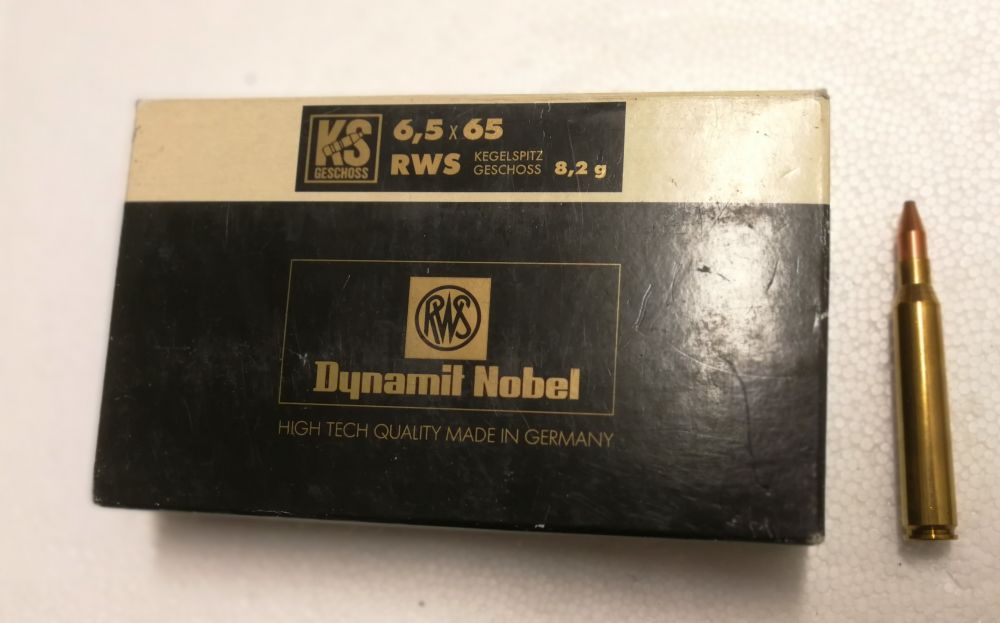 KS
GESCHOSS
6,5 x 65
RWS
KEGELSPITZ
GESCHOSS
8,2 g
RWS
Dynamit Nobel
HIGH TECH QUALITY MADE IN GERMANY